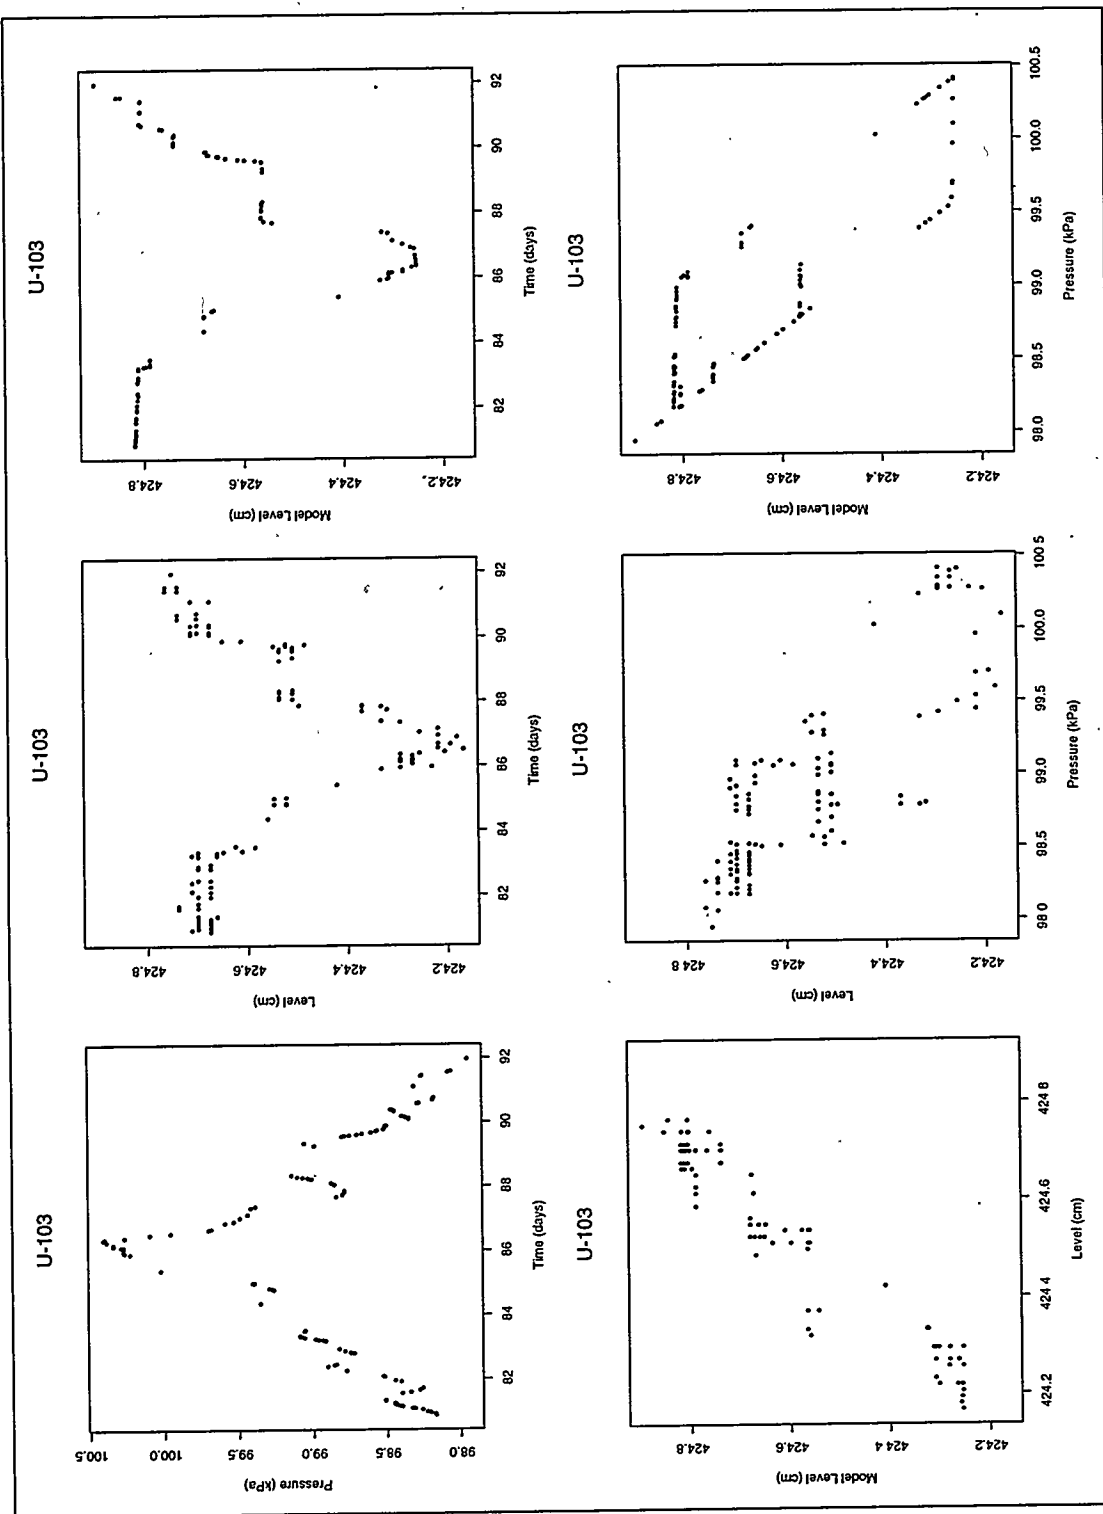 U-103
Pressure (kPa)
100.5
100.0
99.5
99.0
98.5
98.0
82 84 86 88 90 92
Time (days)
U-103
Level (cm)
424.8
424.6
424.4
424.2
82 84 86 88 90 92
Time (days)
U-103
Model Level (cm)
424.8
424.6
424.4
424.2
82 84 86 88 90 92
Time (days)
U-103
Model Level (cm)
424.8
424.6
424 4
424.2
424.2 424 4 424.6 424 8
Level (cm)
U-103
Level (cm)
424 8
424.6
424.4
424.2
98 0 98.5 99.0 99.5 100.0 100 5
Pressure (kPa)
U-103
Model Level (cm)
424.8
424.6
424.4
424.2
98.0 98.5 99.0 99.5 100.0 100.5
Pressure (kPa)